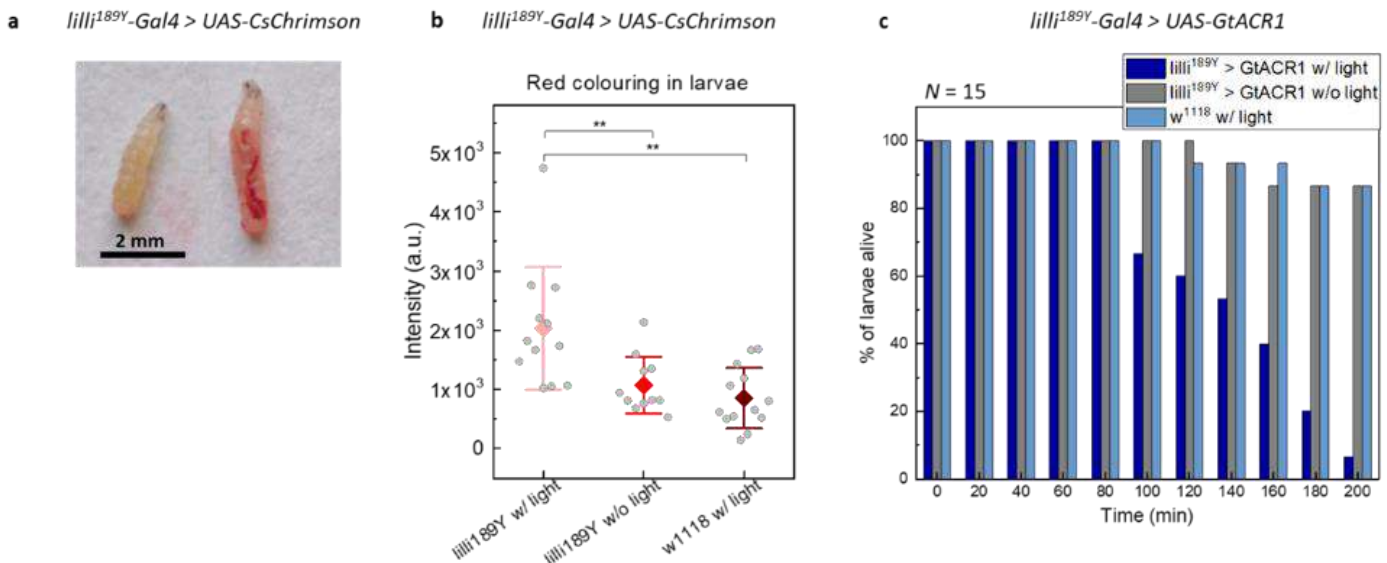 a
lilli¹⁸⁹ʸ-Gal4 > UAS-CsChrimson
2 mm
b
lilli¹⁸⁹ʸ-Gal4 > UAS-CsChrimson
Red colouring in larvae
**
**
5x10³
4x10³
3x10³
2x10³
1x10³
0
Intensity (a.u.)
lilli189Y w/ light
lilli189Y w/o light
w1118 w/ light
c
lilli¹⁸⁹ʸ-Gal4 > UAS-GtACR1
lilli¹⁸⁹ʸ > GtACR1 w/ light
lilli¹⁸⁹ʸ > GtACR1 w/o light
w¹¹¹⁸ w/ light
N = 15
100
80
60
40
20
0
% of larvae alive
0 20 40 60 80 100 120 140 160 180 200
Time (min)